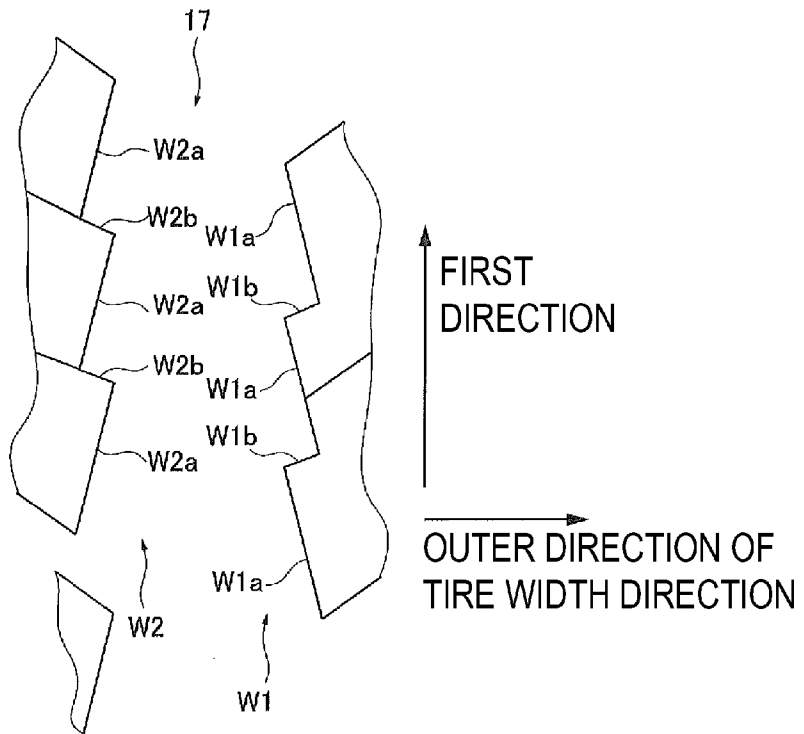 17
W2a
W2b
W1a
W1b
W2a
W2b
W1a
W1b
W2a
W1a
W2
W1
FIRST
DIRECTION
OUTER DIRECTION OF
TIRE WIDTH DIRECTION